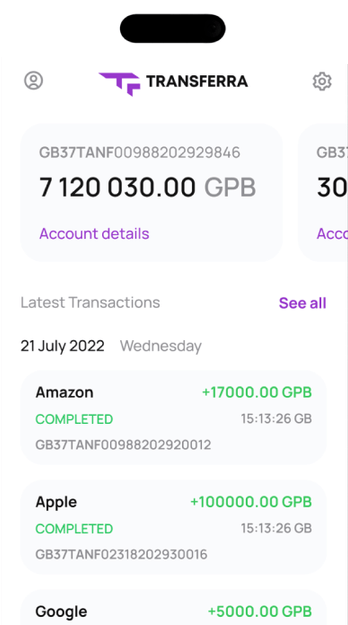 TRANSFERRA
GB37TANF00988202929846 GB3
7 120 030.00 GPB 30
Account details Acco
Latest Transactions See all
21 July 2022 Wednesday
Amazon +17000.00 GPB
COMPLETED 15:13:26 GB
GB37TANF00988202920012
Apple +100000.00 GPB
COMPLETED 15:13:26 GB
GB37TANF02318202930016
Google +5000.00 GPB